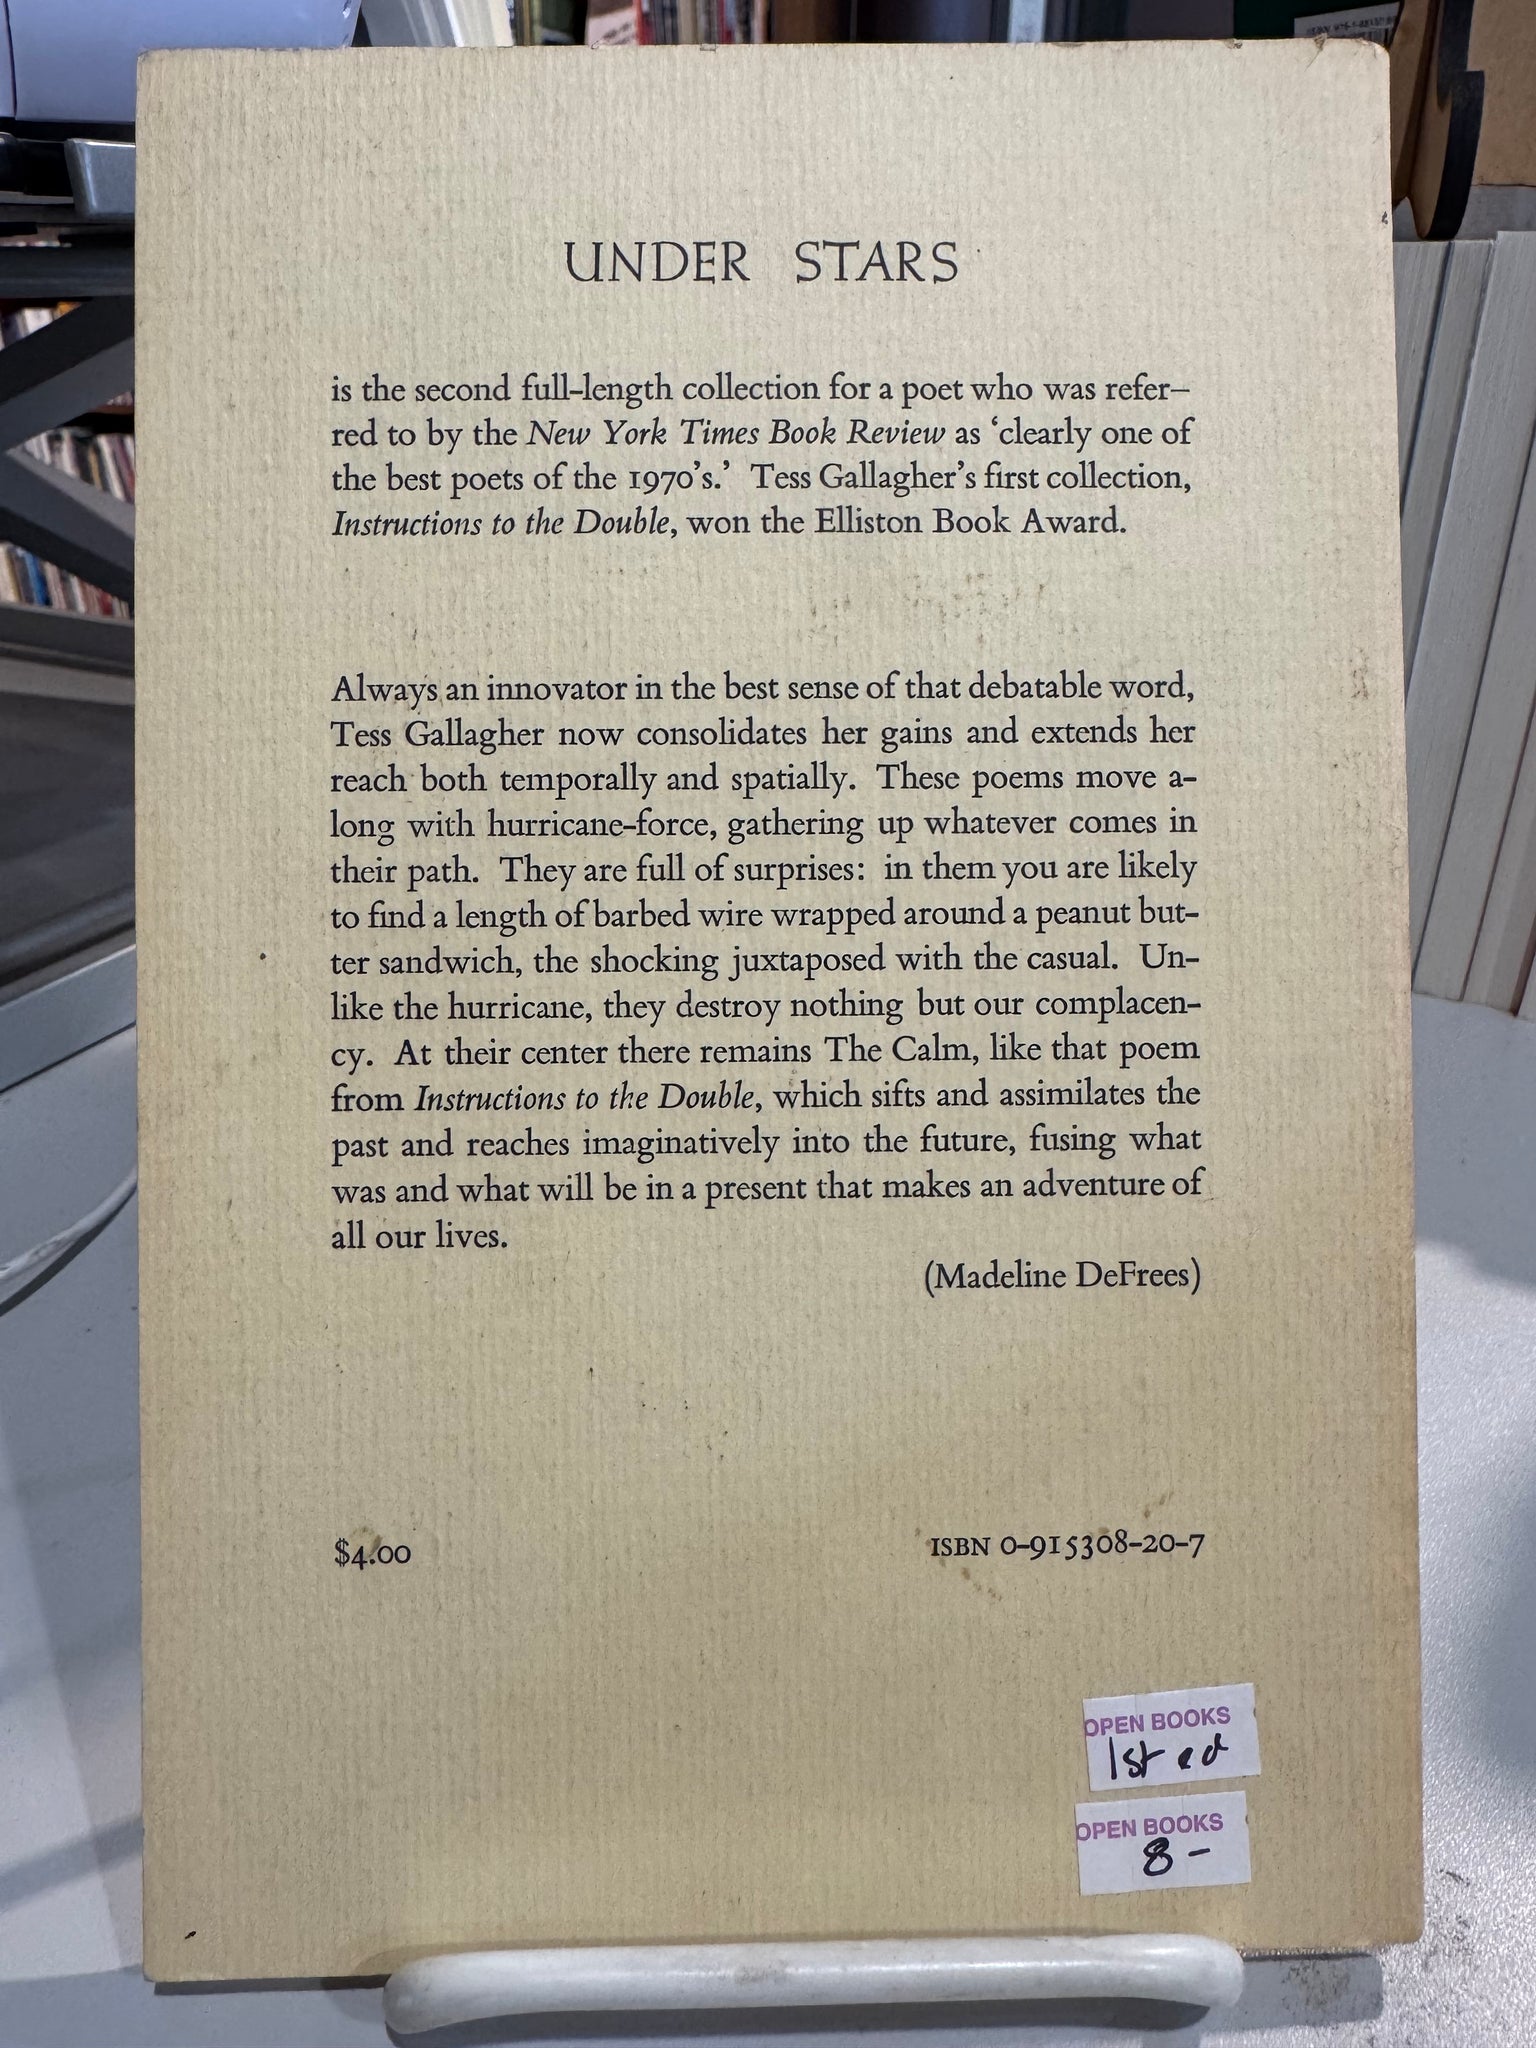 UNDER STARS
is the second full-length collection for a poet who was refer-
red to by the New York Times Book Review as ‘clearly one of
the best poets of the 1970’s.’ Tess Gallagher’s first collection,
Instructions to the Double, won the Elliston Book Award.
Always an innovator in the best sense of that debatable word,
Tess Gallagher now consolidates her gains and extends her
reach both temporally and spatially. These poems move a-
long with hurricane-force, gathering up whatever comes in
their path. They are full of surprises: in them you are likely
to find a length of barbed wire wrapped around a peanut but-
ter sandwich, the shocking juxtaposed with the casual. Un-
like the hurricane, they destroy nothing but our complacen-
cy. At their center there remains The Calm, like that poem
from Instructions to the Double, which sifts and assimilates the
past and reaches imaginatively into the future, fusing what
was and what will be in a present that makes an adventure of
all our lives.
(Madeline DeFrees)
$4.00
ISBN 0-915308-20-7
OPEN BOOKS
1st ed
OPEN BOOKS
8-